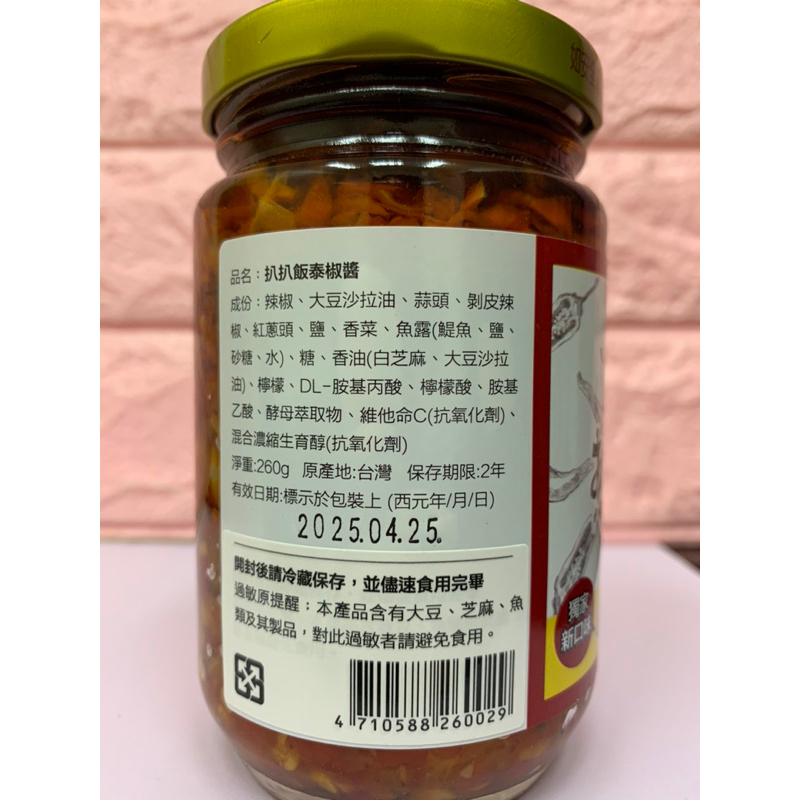 品名：扒扒飯泰椒醬
成份：辣椒、大豆沙拉油、蒜頭、剝皮辣
椒、紅蔥頭、鹽、香菜、魚露(鯷魚、鹽、
砂糖、水)、糖、香油(白芝麻、大豆沙拉
油)、檸檬、DL-胺基丙酸、檸檬酸、胺基
乙酸、酵母萃取物、維他命C(抗氧化劑)、
混合濃縮生育醇(抗氧化劑)
淨重:260g 原產地:台灣 保存期限:2年
有效日期:標示於包裝上 (西元年/月/日)
2025.04.25.
開封後請冷藏保存，並儘速食用完畢
過敏原提醒：本產品含有大豆、芝麻、魚
類及其製品，對此過敏者請避免食用。
4 710588 260029
獨家
新口味